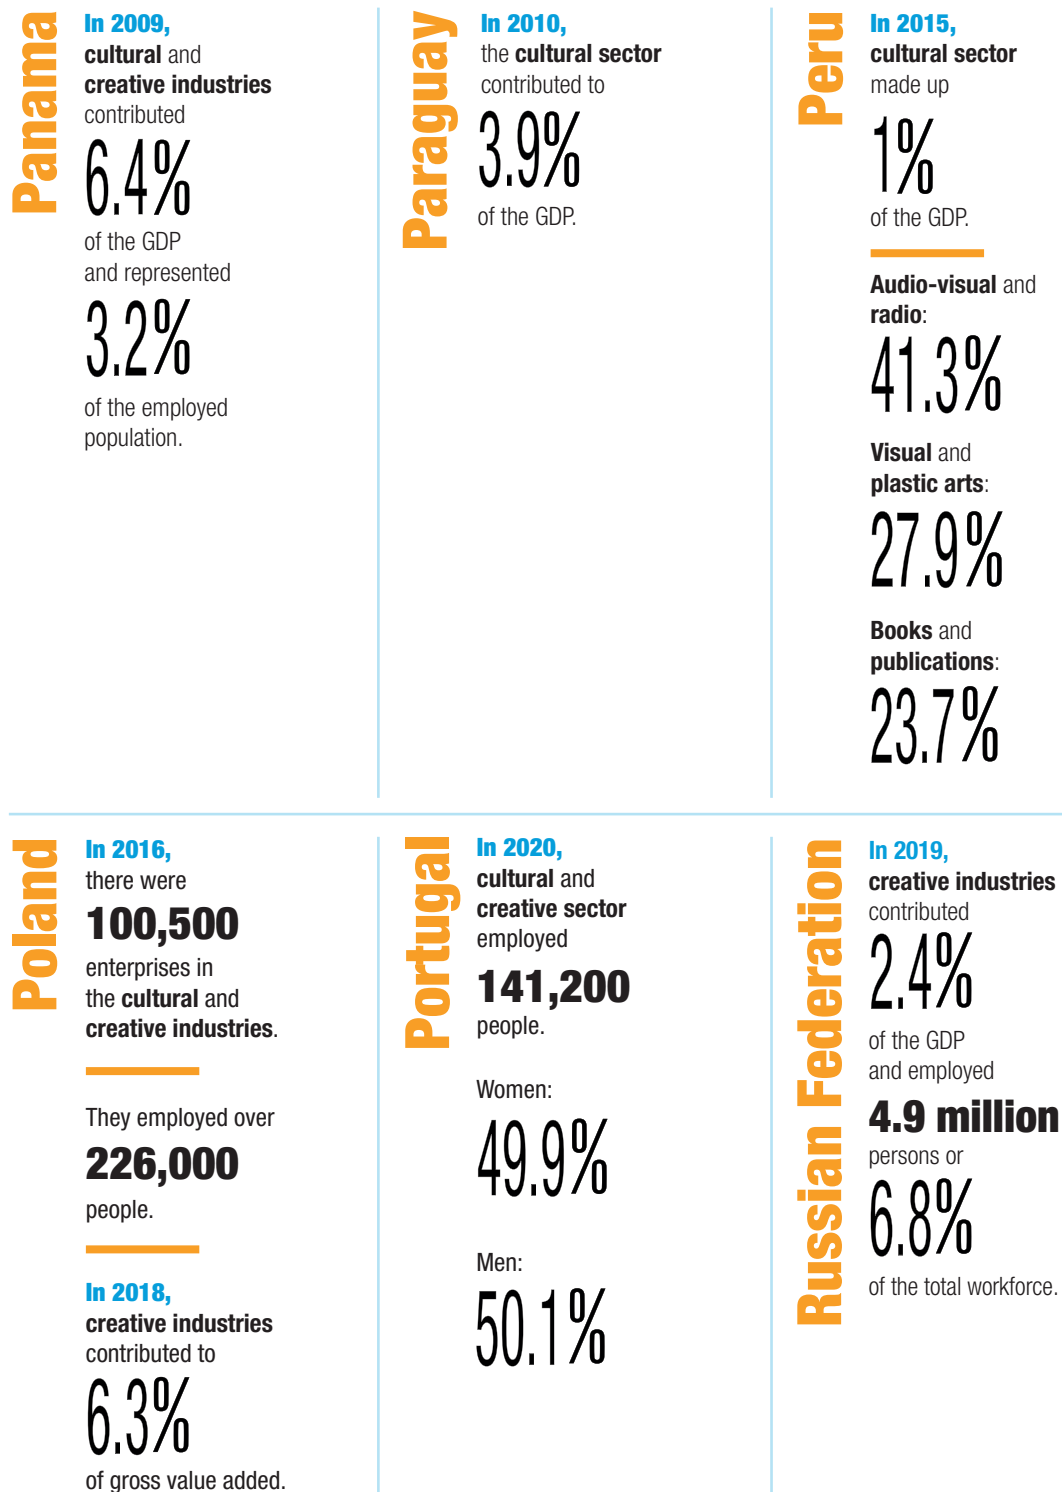 Panama
In 2009,
cultural and
creative industries
contributed
6.4%
of the GDP
and represented
3.2%
of the employed
population.
Paraguay
In 2010,
the cultural sector
contributed to
3.9%
of the GDP.
Peru
In 2015,
cultural sector
made up
1%
of the GDP.
Audio-visual and
radio:
41.3%
Visual and
plastic arts:
27.9%
Books and
publications:
23.7%
Poland
In 2016,
there were
100,500
enterprises in
the cultural and
creative industries.
They employed over
226,000
people.
In 2018,
creative industries
contributed to
6.3%
of gross value added.
Portugal
In 2020,
cultural and
creative sector
employed
141,200
people.
Women:
49.9%
Men:
50.1%
Russian Federation
In 2019,
creative industries
contributed
2.4%
of the GDP
and employed
4.9 million
persons or
6.8%
of the total workforce.